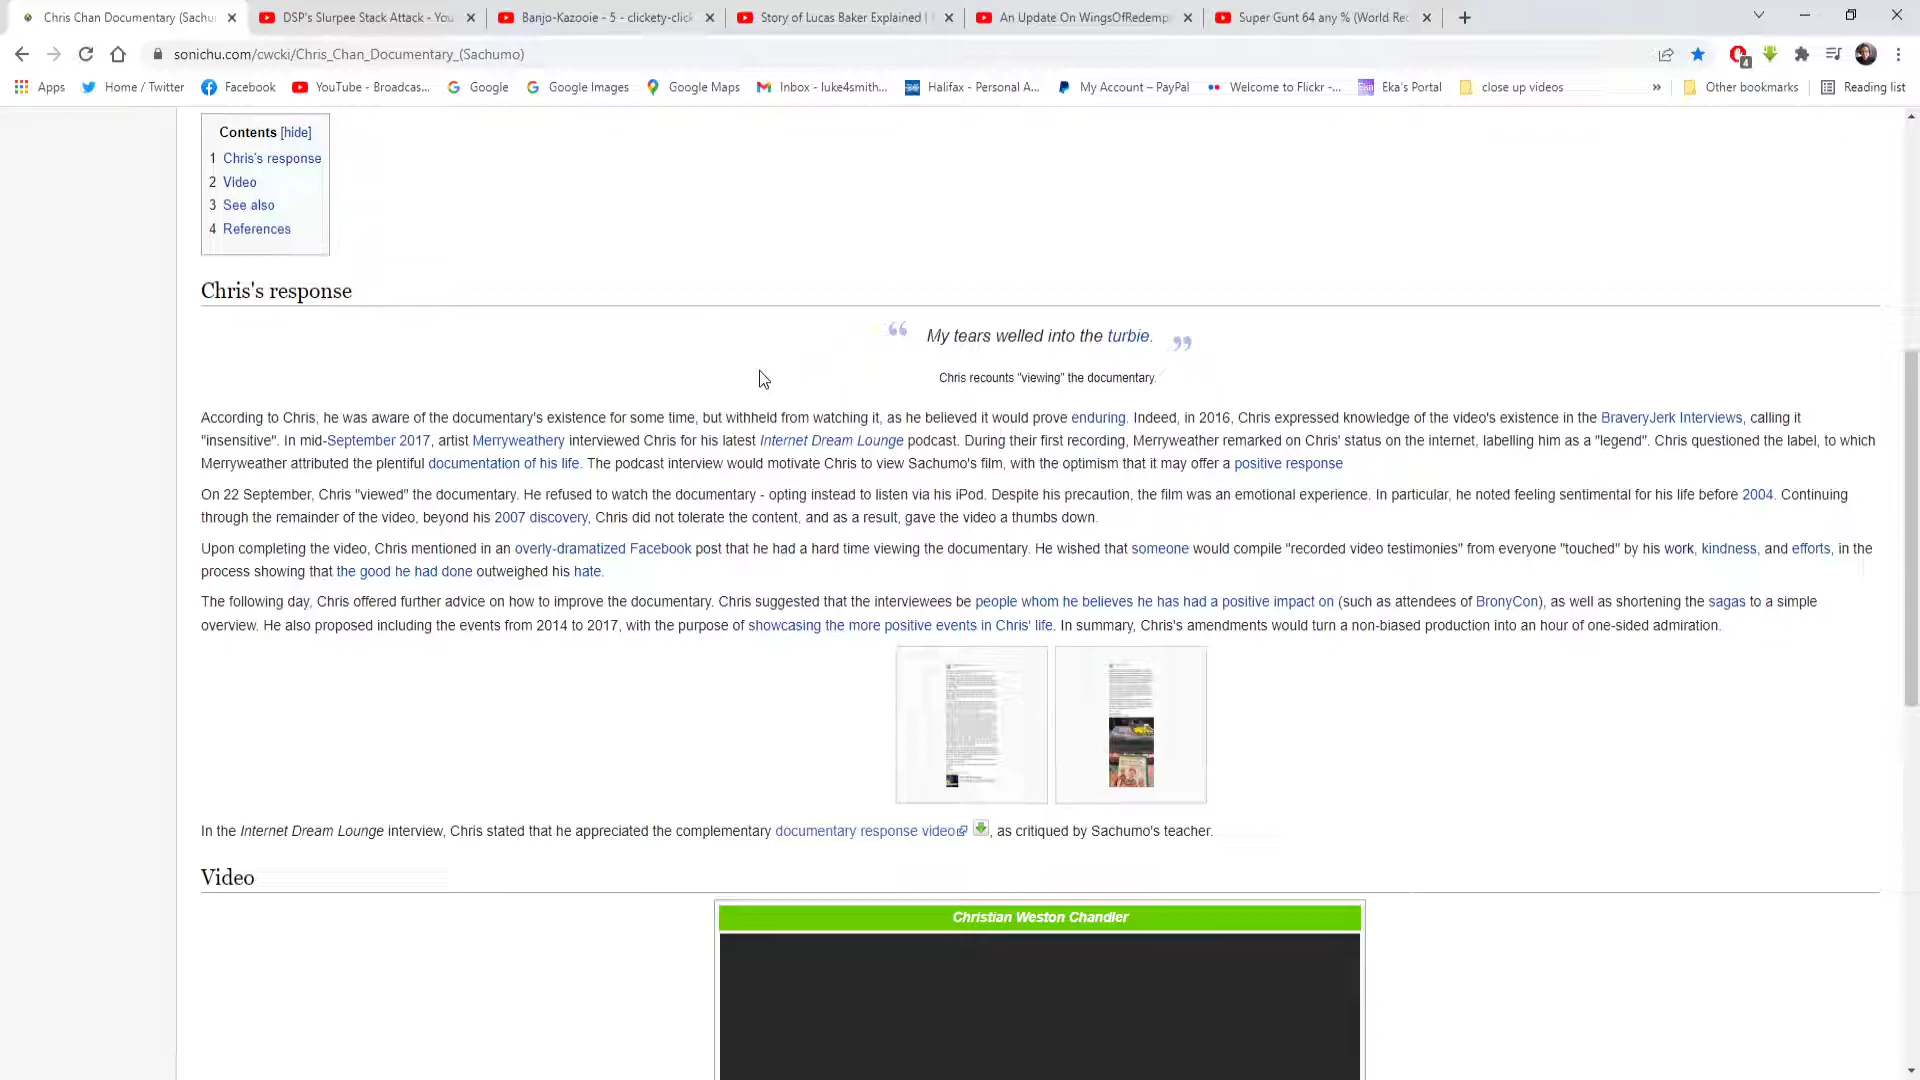 Chris Chan Documentary (Sachu
DSP's Slurpee Stack Attack - You
Banjo-Kazooie - 5 - clickety-click
Story of Lucas Baker Explained |
An Update On WingsOfRedemp
Super Gunt 64 any % (World Rec
sonichu.com/cwcki/Chris_Chan_Documentary_(Sachumo)
4
Apps
Home / Twitter
Facebook
YouTube - Broadcas...
Google
Google Images
Google Maps
Inbox - luke4smith...
Halifax - Personal A...
My Account – PayPal
Welcome to Flickr -...
Eka's Portal
close up videos
»
Other bookmarks
Reading list
Contents [hide]
1 Chris's response
2 Video
3 See also
4 References
Chris's response
“ My tears welled into the turbie. ”
Chris recounts "viewing" the documentary.
According to Chris, he was aware of the documentary's existence for some time, but withheld from watching it, as he believed it would prove enduring. Indeed, in 2016, Chris expressed knowledge of the video's existence in the BraveryJerk Interviews, calling it
"insensitive". In mid-September 2017, artist Merryweathery interviewed Chris for his latest Internet Dream Lounge podcast. During their first recording, Merryweather remarked on Chris' status on the internet, labelling him as a "legend". Chris questioned the label, to which
Merryweather attributed the plentiful documentation of his life. The podcast interview would motivate Chris to view Sachumo's film, with the optimism that it may offer a positive response
On 22 September, Chris "viewed" the documentary. He refused to watch the documentary - opting instead to listen via his iPod. Despite his precaution, the film was an emotional experience. In particular, he noted feeling sentimental for his life before 2004. Continuing
through the remainder of the video, beyond his 2007 discovery, Chris did not tolerate the content, and as a result, gave the video a thumbs down.
Upon completing the video, Chris mentioned in an overly-dramatized Facebook post that he had a hard time viewing the documentary. He wished that someone would compile "recorded video testimonies" from everyone "touched" by his work, kindness, and efforts, in the
process showing that the good he had done outweighed his hate.
The following day, Chris offered further advice on how to improve the documentary. Chris suggested that the interviewees be people whom he believes he has had a positive impact on (such as attendees of BronyCon), as well as shortening the sagas to a simple
overview. He also proposed including the events from 2014 to 2017, with the purpose of showcasing the more positive events in Chris' life. In summary, Chris's amendments would turn a non-biased production into an hour of one-sided admiration.
In the Internet Dream Lounge interview, Chris stated that he appreciated the complementary documentary response video, as critiqued by Sachumo's teacher.
Video
Christian Weston Chandler